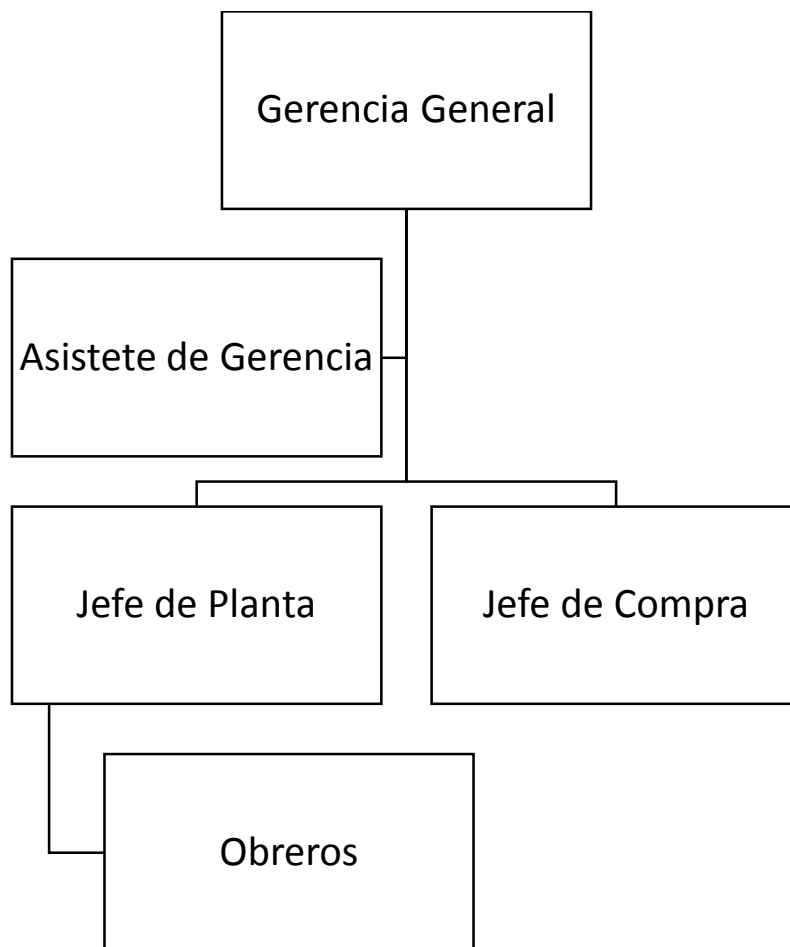 Gerencia General
Asistete de Gerencia
Jefe de Planta
Jefe de Compra
Obreros